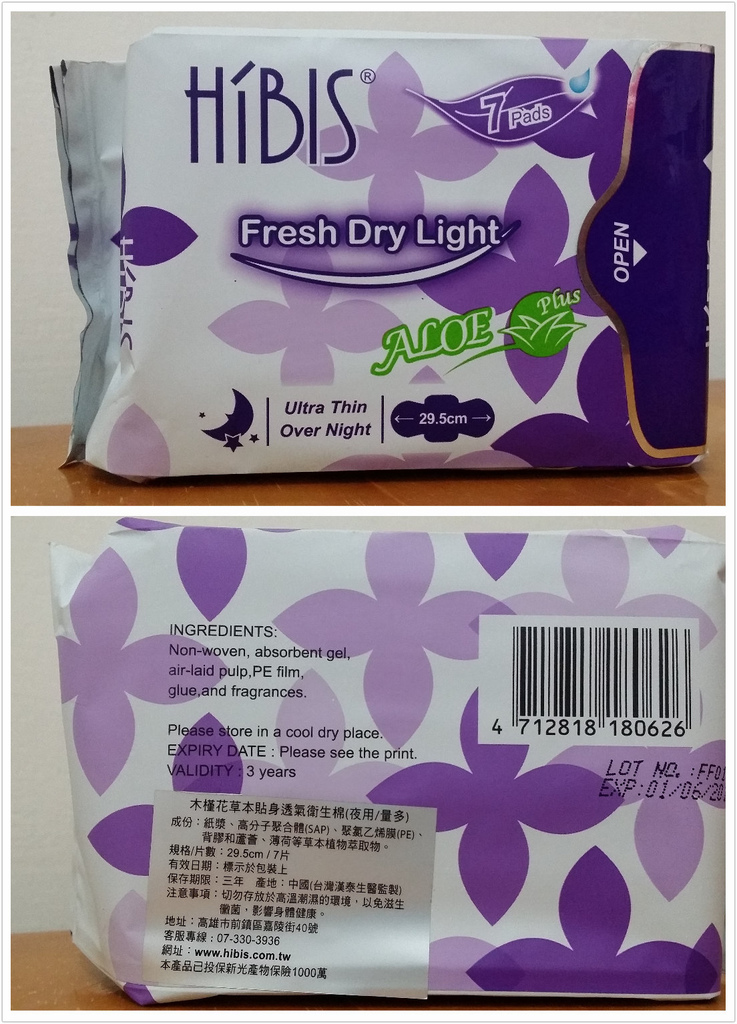 HíBIS®
7 Pads
Fresh Dry Light
OPEN
ALOE Plus
Ultra Thin
Over Night
29.5cm
HíBIS
INGREDIENTS:
Non-woven, absorbent gel,
air-laid pulp,PE film,
glue,and fragrances.
Please store in a cool dry place.
EXPIRY DATE : Please see the print.
VALIDITY : 3 years
4 712818 180626
LOT NO. :FF01
EXP:01/06/20
木槿花草本貼身透氣衛生棉(夜用/量多)
成份：紙漿、高分子聚合體(SAP)、聚氯乙烯膜(PE)、
背膠和蘆薈、薄荷等草本植物萃取物。
規格/片數：29.5cm / 7片
有效日期：標示於包裝上
保存期限：三年 產地：中國(台灣漢泰生醫監製)
注意事項：切勿存放於高溫潮濕的環境，以免滋生
黴菌，影響身體健康。
地址：高雄市前鎮區嘉陵街40號
客服專線：07-330-3936
網址：www.hibis.com.tw
本產品已投保新光產物保險1000萬